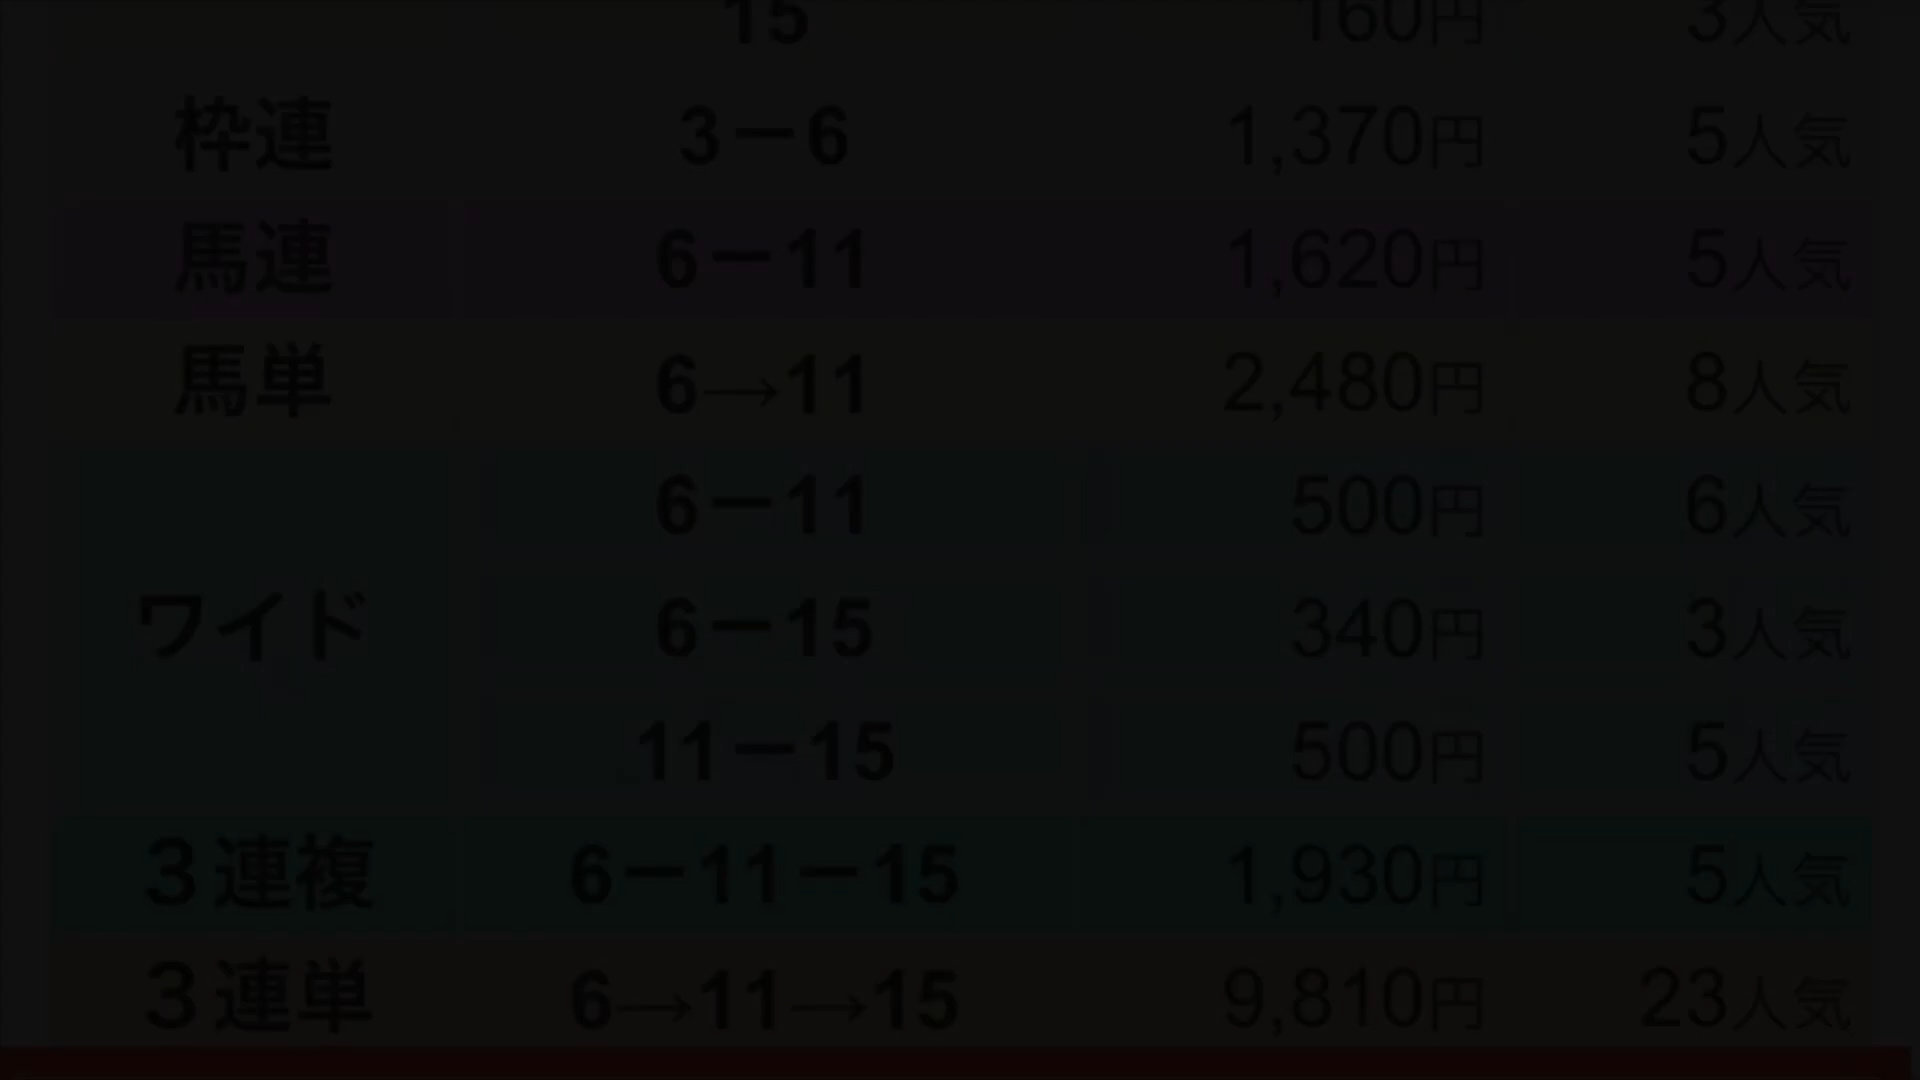 15 160円 3人気
枠連 3－6 1,370円 5人気
馬連 6－11 1,620円 5人気
馬単 6→11 2,480円 8人気
6－11 500円 6人気
ワイド 6－15 340円 3人気
11－15 500円 5人気
３連複 6－11－15 1,930円 5人気
３連単 6→11→15 9,810円 23人気